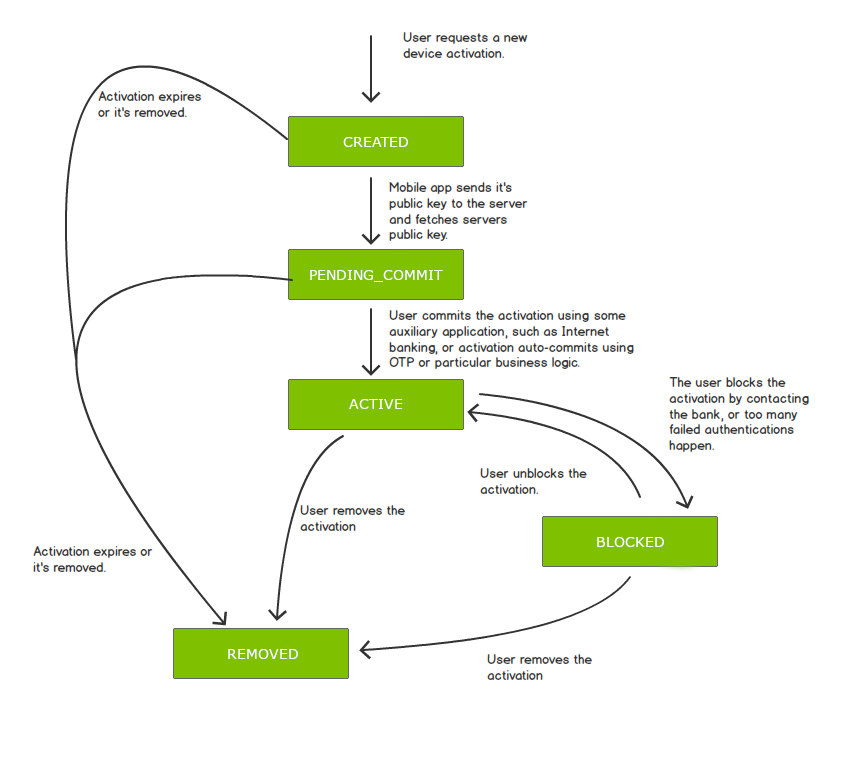 User requests a new
device activation.
Activation expires
or it's removed.
CREATED
Mobile app sends it's
public key to the server
and fetches servers
public key.
PENDING_COMMIT
User commits the activation using some
auxiliary application, such as Internet
banking, or activation auto-commits using
OTP or particular business logic.
ACTIVE
The user blocks the
activation by contacting
the bank, or too many
failed authentications
happen.
User unblocks the
activation.
User removes the
activation
BLOCKED
Activation expires or
it's removed.
REMOVED
User removes the
activation